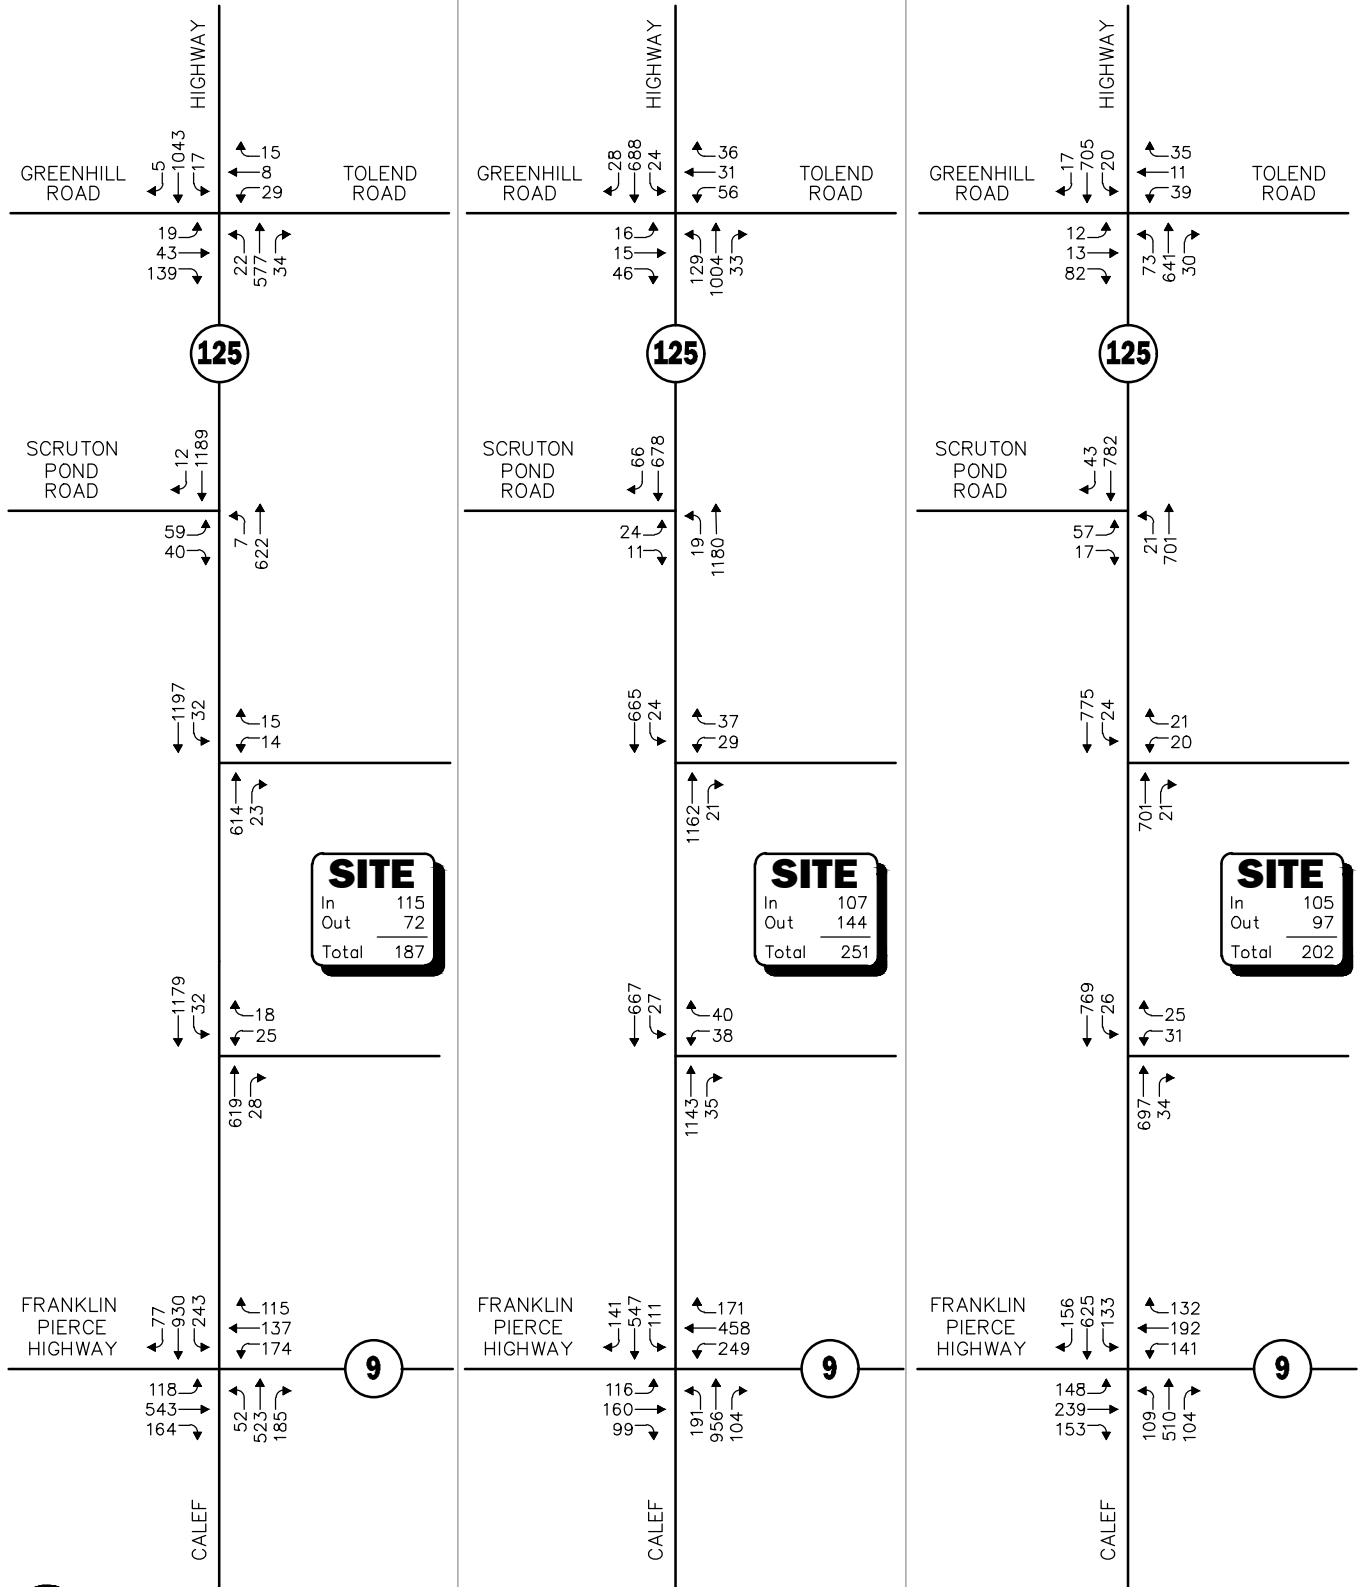 HIGHWAY
5
1043
17
GREENHILL
ROAD
15
8
29
TOLEND
ROAD
19
43
139
22
577
34
125
SCRUTON
POND
ROAD
12
1189
59
40
7
622
1197
32
15
14
614
23
SITE
In 115
Out 72
Total 187
1179
32
18
25
619
28
FRANKLIN
PIERCE
HIGHWAY
77
930
243
115
137
174
9
118
543
164
52
523
185
CALEF
HIGHWAY
28
688
24
GREENHILL
ROAD
36
31
56
TOLEND
ROAD
16
15
46
129
1004
33
125
SCRUTON
POND
ROAD
66
678
24
11
19
1180
665
24
37
29
1162
21
SITE
In 107
Out 144
Total 251
667
27
40
38
1143
35
FRANKLIN
PIERCE
HIGHWAY
141
547
111
171
458
249
9
116
160
99
191
956
104
CALEF
HIGHWAY
17
705
20
GREENHILL
ROAD
35
11
39
TOLEND
ROAD
12
13
82
73
641
30
125
SCRUTON
POND
ROAD
43
782
57
17
21
701
775
24
21
20
701
21
SITE
In 105
Out 97
Total 202
769
26
25
31
697
34
FRANKLIN
PIERCE
HIGHWAY
156
625
133
132
192
141
9
148
239
153
109
510
104
CALEF